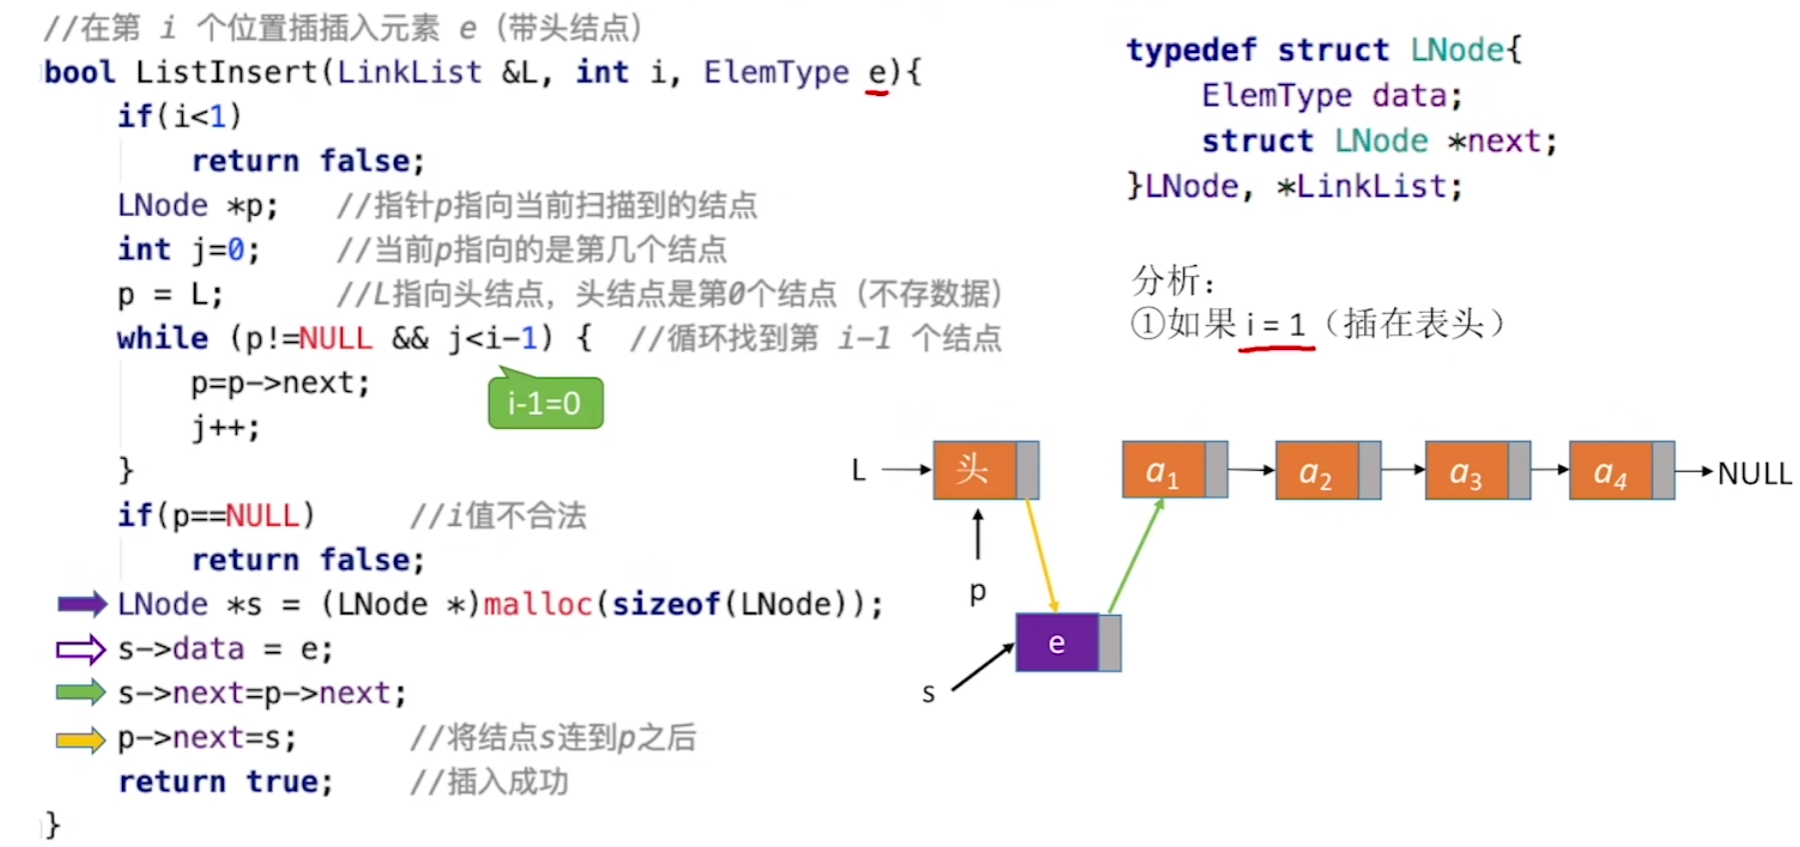 //在第 i 个位置插插入元素 e（带头结点）
bool ListInsert(LinkList &L, int i, ElemType e){
if(i<1)
return false;
LNode *p; //指针p指向当前扫描到的结点
int j=0; //当前p指向的是第几个结点
p = L; //L指向头结点，头结点是第0个结点（不存数据）
while (p!=NULL && j<i-1) { //循环找到第 i-1 个结点
p=p->next;
i-1=0
j++;
}
if(p==NULL) //i值不合法
return false;
LNode *s = (LNode *)malloc(sizeof(LNode));
s->data = e;
s->next=p->next;
p->next=s; //将结点s连到p之后
return true; //插入成功
}
typedef struct LNode{
ElemType data;
struct LNode *next;
}LNode, *LinkList;
分析：
①如果 i = 1（插在表头）
L 头 a1 a2 a3 a4 NULL
p
e
s